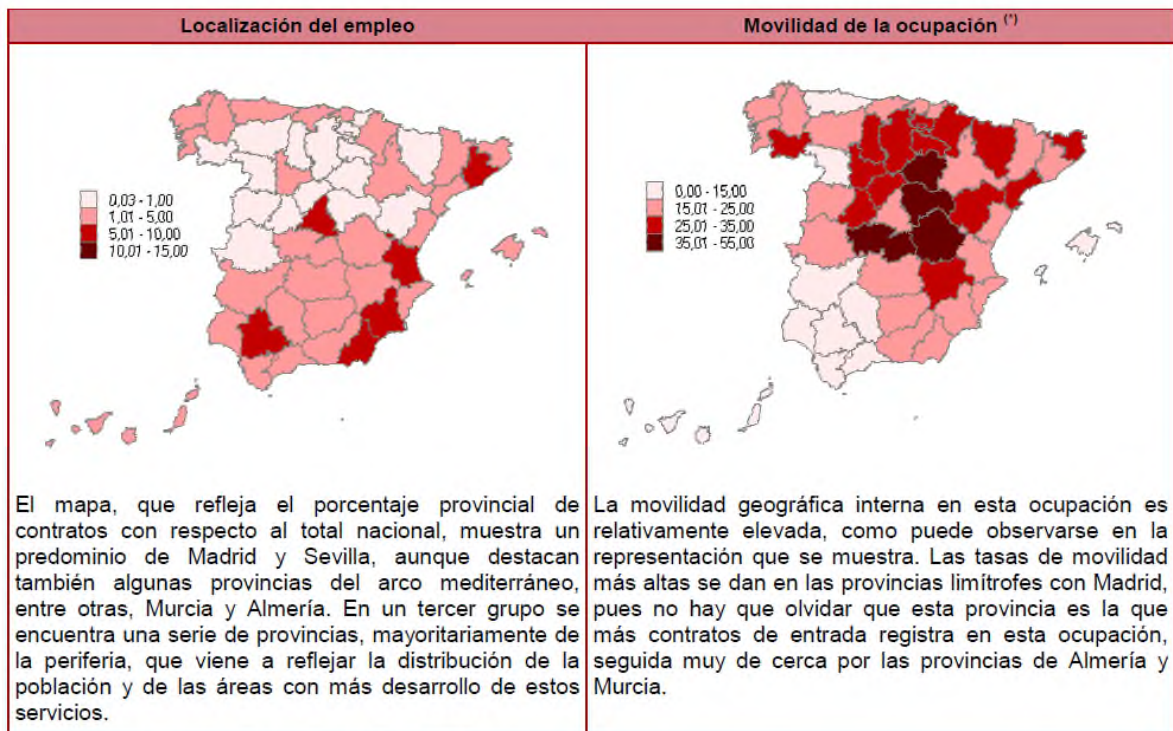 Localización del empleo
Movilidad de la ocupación (*)
0,03 - 1,00
1,01 - 5,00
5,01 - 10,00
10,01 - 15,00
0,00 - 15,00
15,01 - 25,00
25,01 - 35,00
35,01 - 55,00
El mapa, que refleja el porcentaje provincial de
contratos con respecto al total nacional, muestra un
predominio de Madrid y Sevilla, aunque destacan
también algunas provincias del arco mediterráneo,
entre otras, Murcia y Almería. En un tercer grupo se
encuentra una serie de provincias, mayoritariamente de
la periferia, que viene a reflejar la distribución de la
población y de las áreas con más desarrollo de estos
servicios.
La movilidad geográfica interna en esta ocupación es
relativamente elevada, como puede observarse en la
representación que se muestra. Las tasas de movilidad
más altas se dan en las provincias limítrofes con Madrid,
pues no hay que olvidar que esta provincia es la que
más contratos de entrada registra en esta ocupación,
seguida muy de cerca por las provincias de Almería y
Murcia.